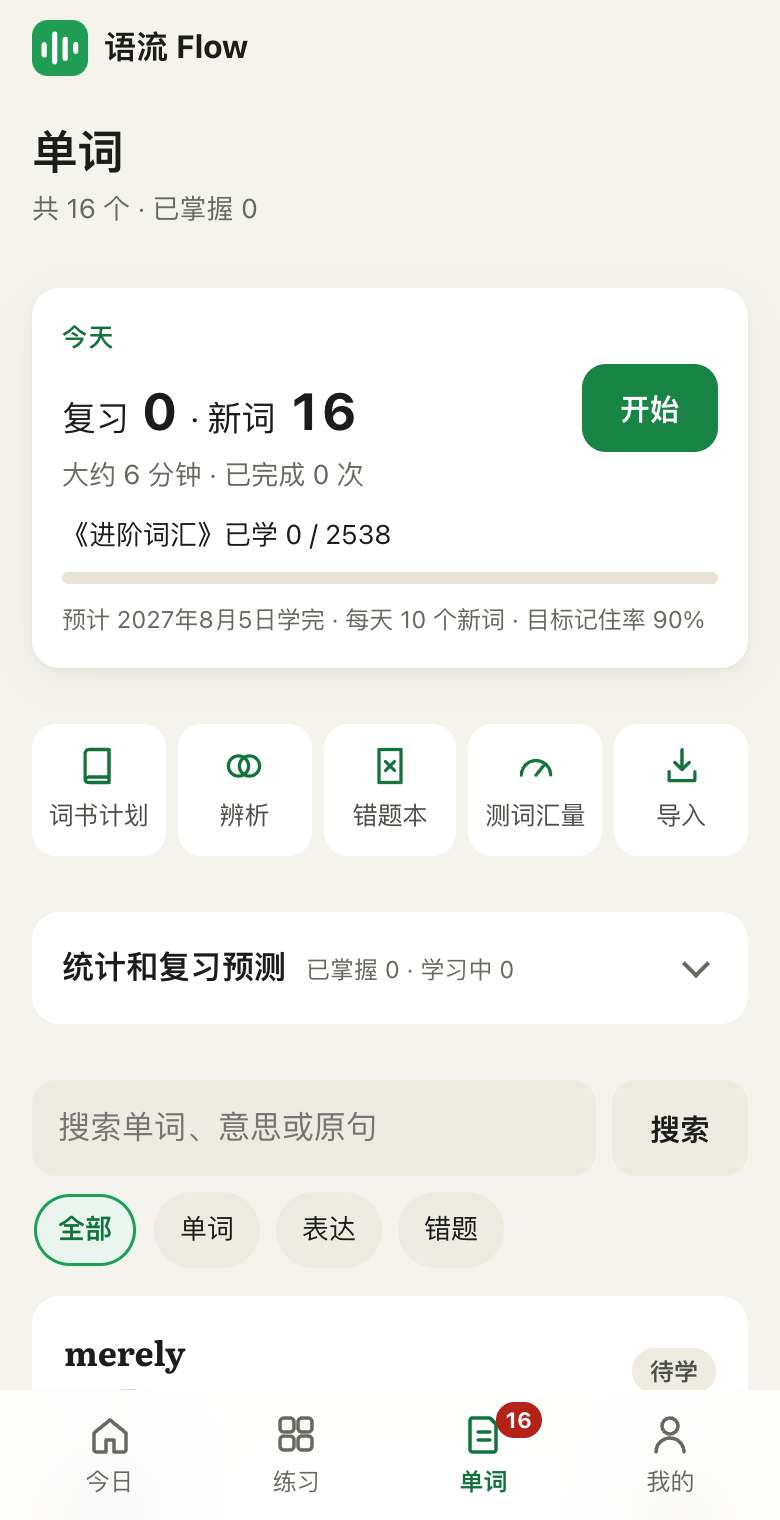 语流 Flow
单词
共 16 个 · 已掌握 0
今天
复习 0 · 新词 16
开始
大约 6 分钟 · 已完成 0 次
《进阶词汇》已学 0 / 2538
预计 2027年8月5日学完 · 每天 10 个新词 · 目标记住率 90%
词书计划 辨析 错题本 测词汇量 导入
统计和复习预测 已掌握 0 · 学习中 0
搜索单词、意思或原句 搜索
全部 单词 表达 错题
merely
待学
16
今日 练习 单词 我的